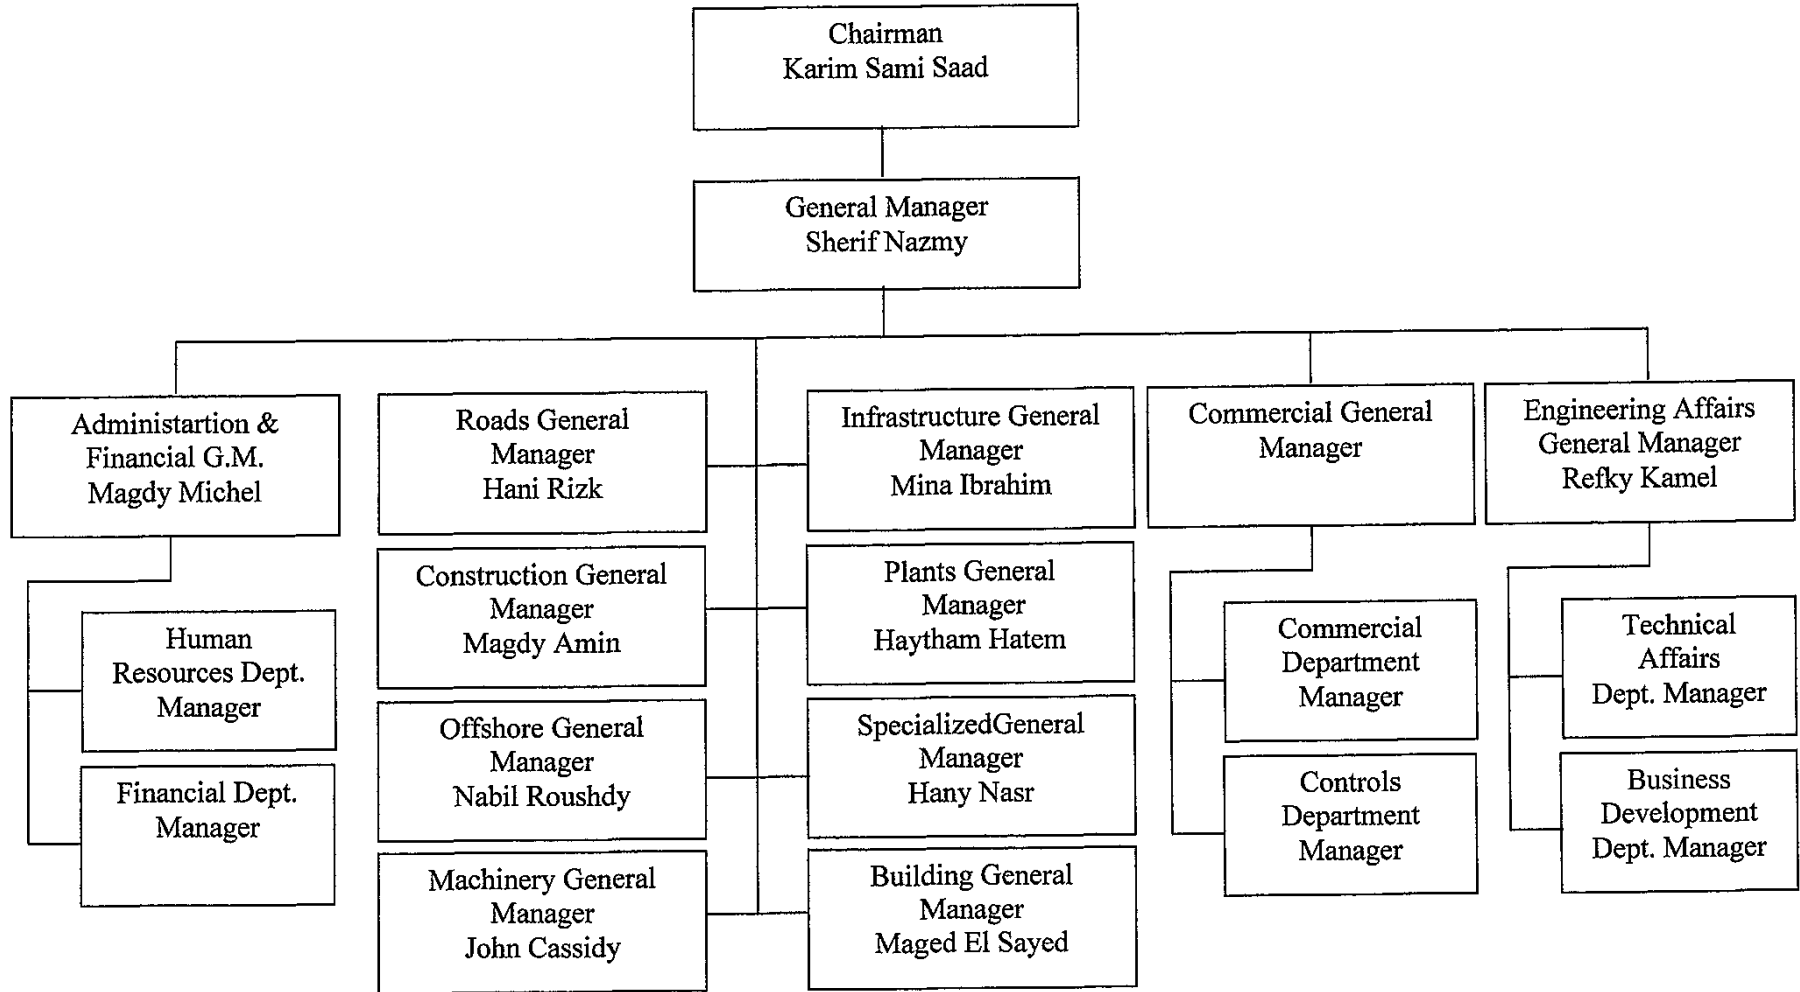 Chairman
Karim Sami Saad
General Manager
Sherif Nazmy
Administartion &
Financial G.M.
Magdy Michel
Roads General
Manager
Hani Rizk
Infrastructure General
Manager
Mina Ibrahim
Commercial General
Manager
Engineering Affairs
General Manager
Refky Kamel
Construction General
Manager
Magdy Amin
Plants General
Manager
Haytham Hatem
Human
Resources Dept.
Manager
Commercial
Department
Manager
Technical
Affairs
Dept. Manager
Offshore General
Manager
Nabil Roushdy
SpecializedGeneral
Manager
Hany Nasr
Financial Dept.
Manager
Controls
Department
Manager
Business
Development
Dept. Manager
Machinery General
Manager
John Cassidy
Building General
Manager
Maged El Sayed